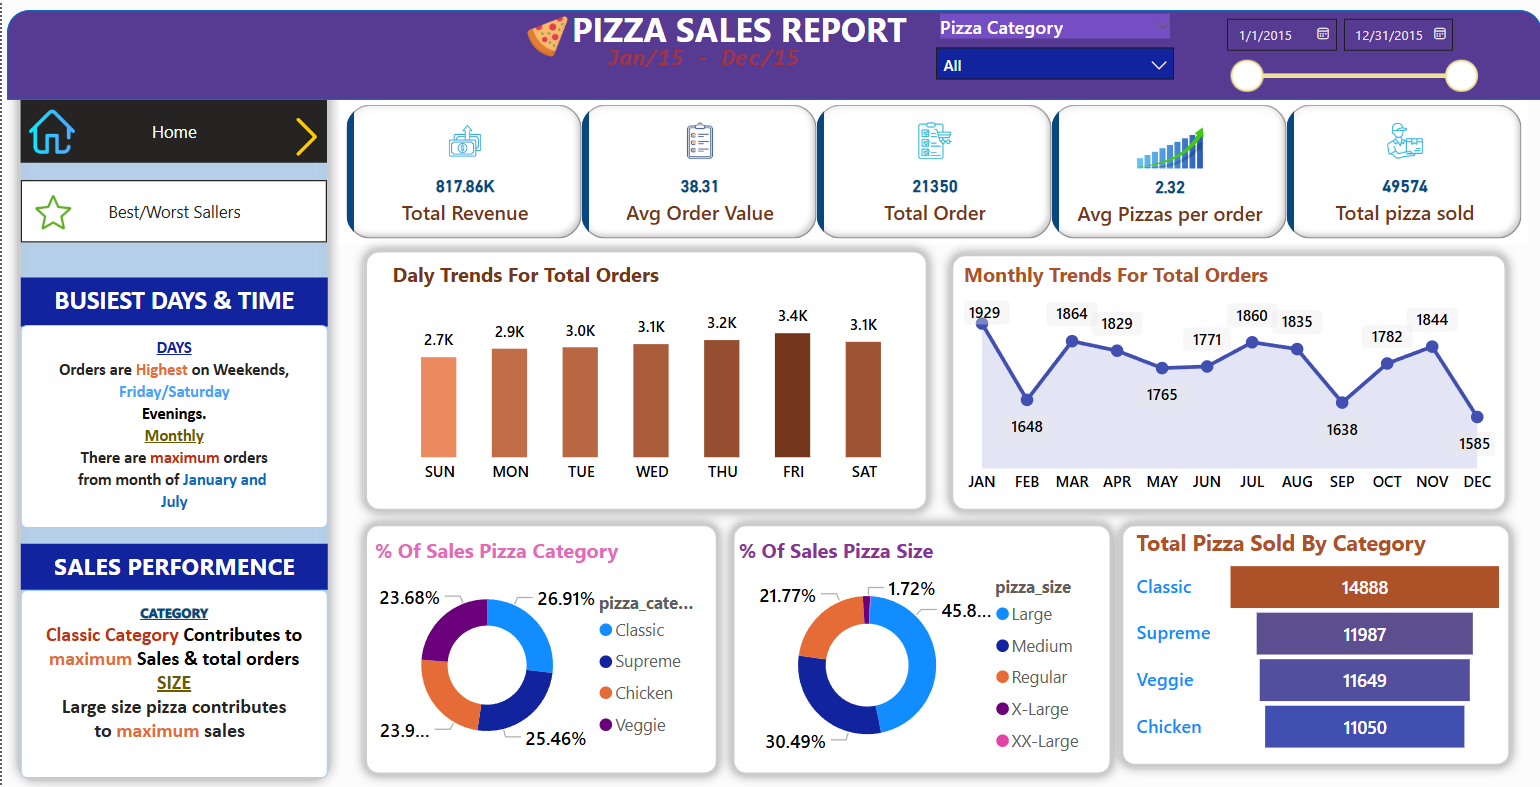 PIZZA SALES REPORT
Jan/15 - Dec/15
Pizza Category
All
1/1/2015
12/31/2015
Home
Best/Worst Sallers
BUSIEST DAYS & TIME
DAYS
Orders are Highest on Weekends,
Friday/Saturday
Evenings.
Monthly
There are maximum orders
from month of January and
July
SALES PERFORMENCE
CATEGORY
Classic Category Contributes to
maximum Sales & total orders
SIZE
Large size pizza contributes
to maximum sales
817.86K
Total Revenue
38.31
Avg Order Value
21350
Total Order
2.32
Avg Pizzas per order
49574
Total pizza sold
Daly Trends For Total Orders
2.7K
2.9K
3.0K
3.1K
3.2K
3.4K
3.1K
SUN
MON
TUE
WED
THU
FRI
SAT
Monthly Trends For Total Orders
1929
1648
1864
1829
1765
1771
1860
1835
1638
1782
1844
1585
JAN
FEB
MAR
APR
MAY
JUN
JUL
AUG
SEP
OCT
NOV
DEC
% Of Sales Pizza Category
23.68%
26.91%
23.9...
25.46%
pizza_cate...
Classic
Supreme
Chicken
Veggie
% Of Sales Pizza Size
21.77%
1.72%
45.8...
30.49%
pizza_size
Large
Medium
Regular
X-Large
XX-Large
Total Pizza Sold By Category
Classic
14888
Supreme
11987
Veggie
11649
Chicken
11050